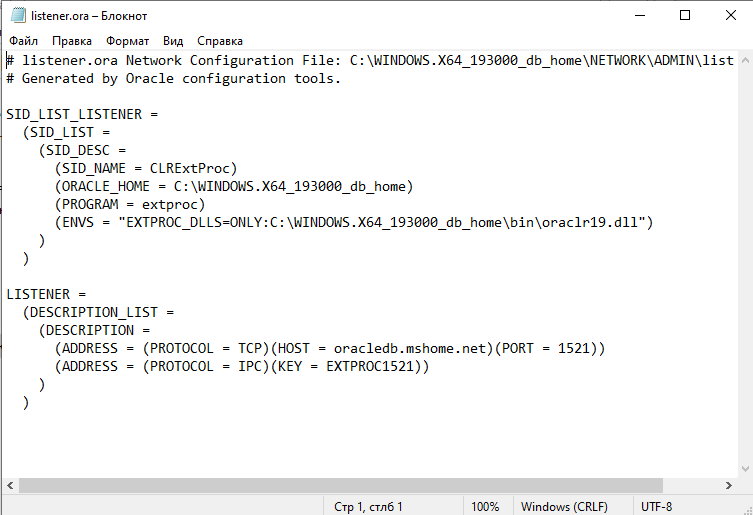 listener.ora – Блокнот
Файл Правка Формат Вид Справка
# listener.ora Network Configuration File: C:\WINDOWS.X64_193000_db_home\NETWORK\ADMIN\list
# Generated by Oracle configuration tools.
SID_LIST_LISTENER =
  (SID_LIST =
    (SID_DESC =
      (SID_NAME = CLRExtProc)
      (ORACLE_HOME = C:\WINDOWS.X64_193000_db_home)
      (PROGRAM = extproc)
      (ENVS = "EXTPROC_DLLS=ONLY:C:\WINDOWS.X64_193000_db_home\bin\oraclr19.dll")
    )
  )
LISTENER =
  (DESCRIPTION_LIST =
    (DESCRIPTION =
      (ADDRESS = (PROTOCOL = TCP)(HOST = oracledb.mshome.net)(PORT = 1521))
      (ADDRESS = (PROTOCOL = IPC)(KEY = EXTPROC1521))
    )
  )
Стр 1, стлб 1 100% Windows (CRLF) UTF-8